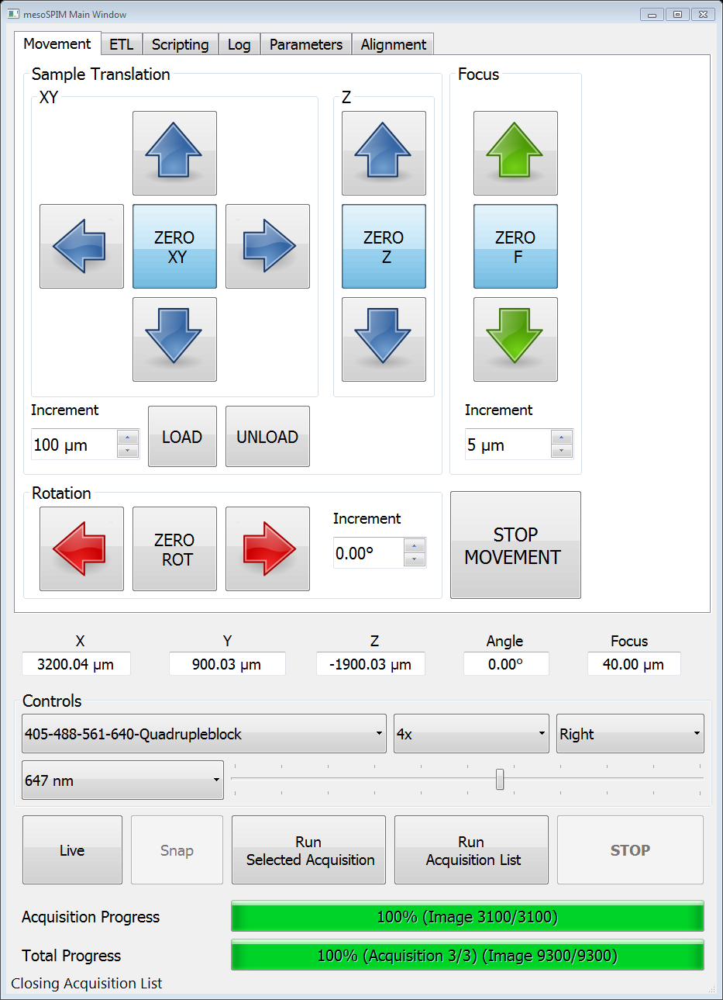 mesoSPIM Main Window
Movement ETL Scripting Log Parameters Alignment
Sample Translation
XY
Z
Focus
ZERO
XY
ZERO
Z
ZERO
F
Increment
100 µm
LOAD
UNLOAD
Increment
5 µm
Rotation
ZERO
ROT
Increment
0.00°
STOP
MOVEMENT
X Y Z Angle Focus
3200.04 µm 900.03 µm -1900.03 µm 0.00° 40.00 µm
Controls
405-488-561-640-Quadrupleblock 4x Right
647 nm
Live
Snap
Run
Selected Acquisition
Run
Acquisition List
STOP
Acquisition Progress 100% (Image 3100/3100)
Total Progress 100% (Acquisition 3/3) (Image 9300/9300)
Closing Acquisition List